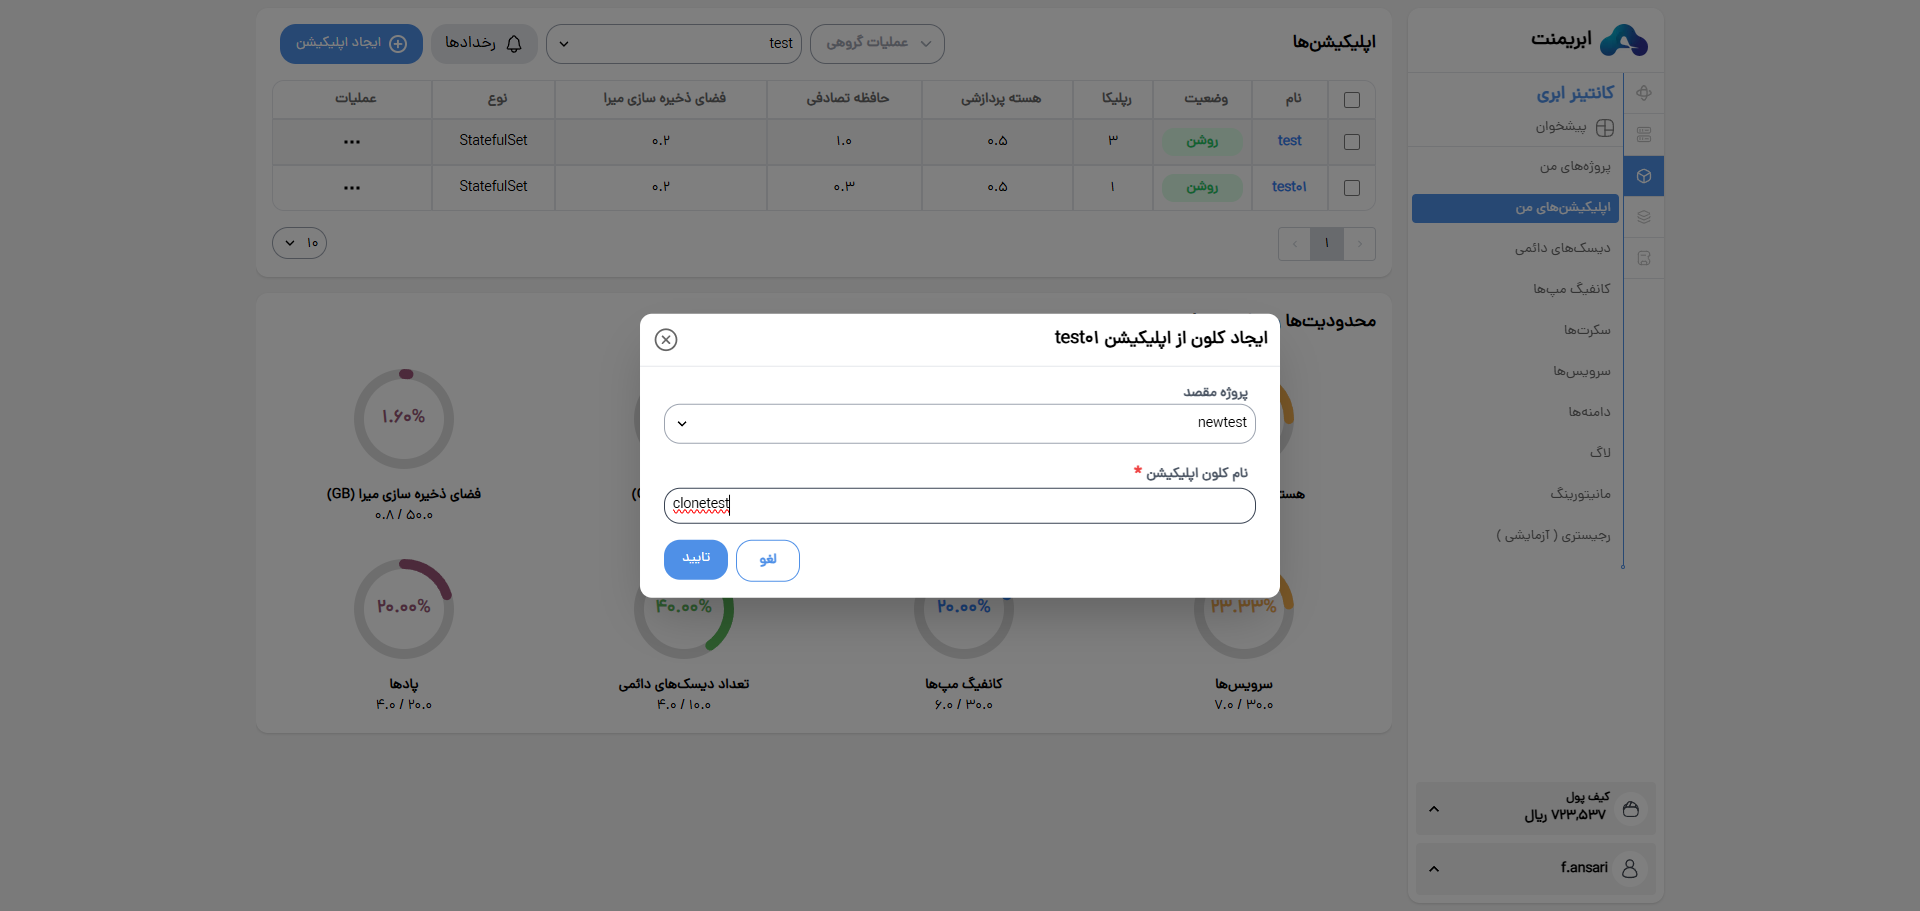 ابریمنت
کانتینر ابری
پیشخوان
پروژه‌های من
اپلیکیشن‌های من
دیسک‌های دائمی
کانفیگ مپ‌ها
سکرت‌ها
سرویس‌ها
دامنه‌ها
لاگ
مانیتورینگ
رجیستری ( آزمایشی )
کیف پول
۷۲۳,۵۳۷ ریال
f.ansari
اپلیکیشن‌ها
عملیات گروهی
test
رخدادها
ایجاد اپلیکیشن
نام وضعیت رپلیکا هسته پردازشی حافظه تصادفی فضای ذخیره سازی میرا نوع عملیات
test روشن ۳ ۰.۵ ۱.۰ ۰.۲ StatefulSet
test۰۱ روشن ۱ ۰.۵ ۰.۳ ۰.۲ StatefulSet
۱
۱۰
محدودیت‌ها
ایجاد کلون از اپلیکیشن test۰۱
پروژه مقصد
newtest
نام کلون اپلیکیشن *
clonetest
لغو
تایید
۱.۶۰%
فضای ذخیره سازی میرا (GB)
۰.۸ / ۵۰.۰
۲۳.۳۳%
سرویس‌ها
۷.۰ / ۳۰.۰
۲۰.۰۰%
کانفیگ مپ‌ها
۶.۰ / ۳۰.۰
۴۰.۰۰%
تعداد دیسک‌های دائمی
۴.۰ / ۱۰.۰
۲۰.۰۰%
پادها
۴.۰ / ۲۰.۰